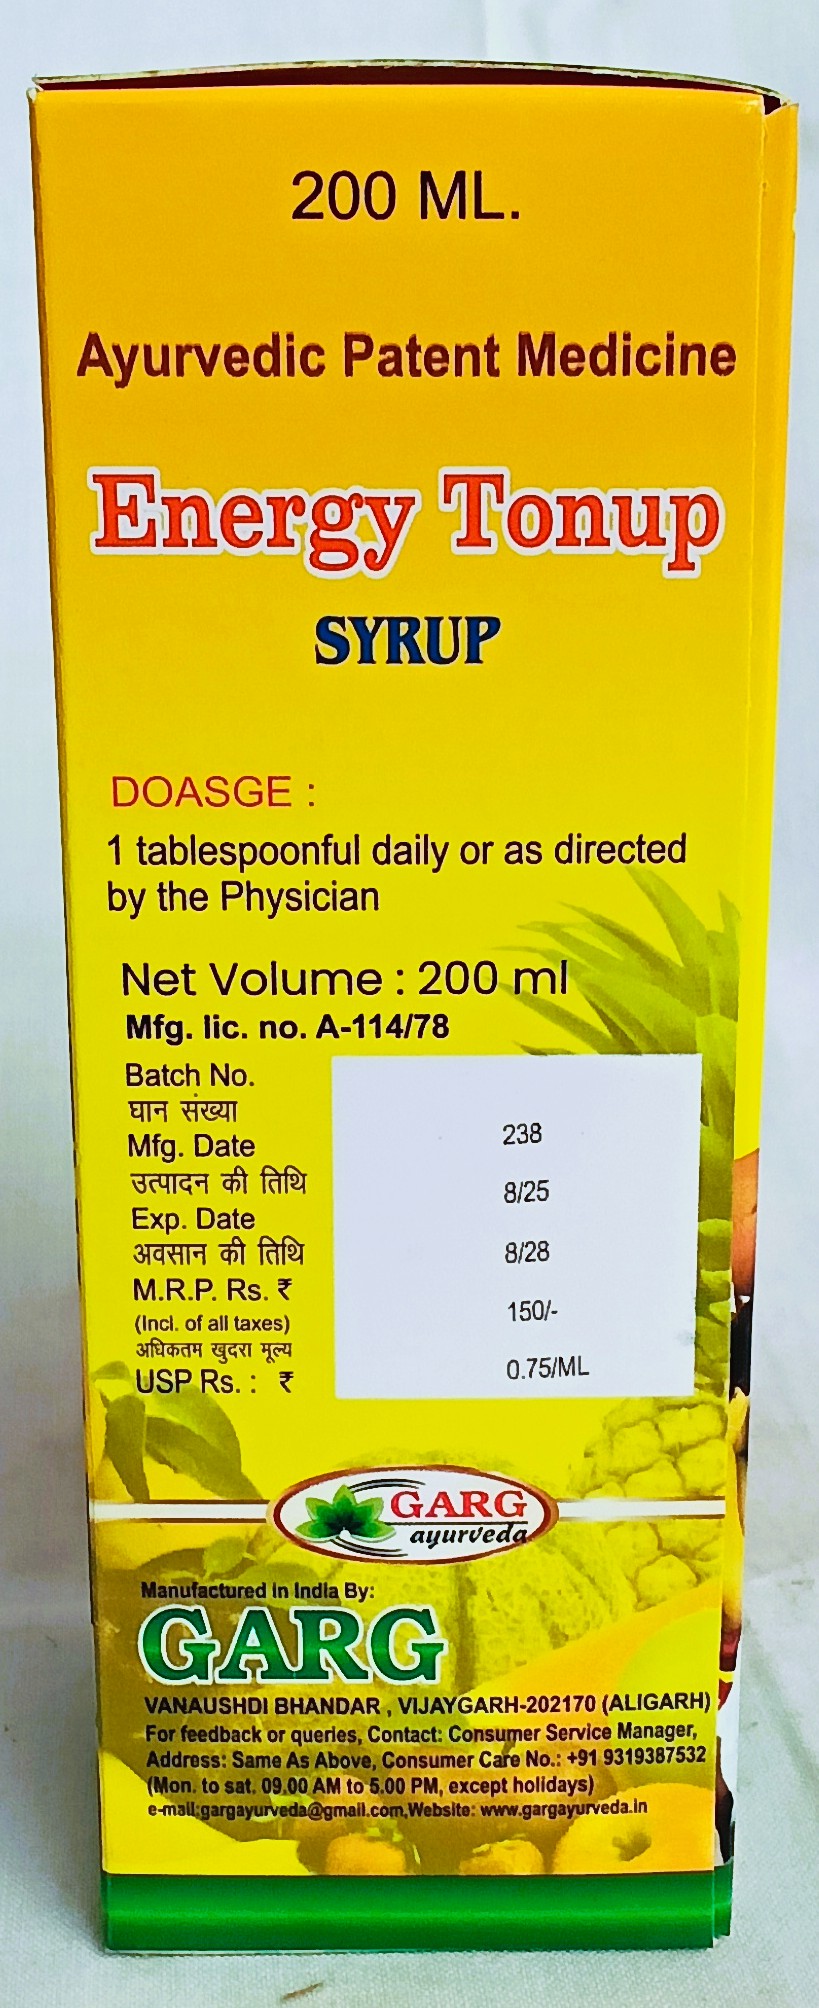 200 ML.
Ayurvedic Patent Medicine
Energy Tonup
SYRUP
DOASGE :
1 tablespoonful daily or as directed
by the Physician
Net Volume : 200 ml
Mfg. lic. no. A-114/78
Batch No.
घान संख्या 238
Mfg. Date
उत्पादन की तिथि 8/25
Exp. Date
अवसान की तिथि 8/28
M.R.P. Rs. ₹
(Incl. of all taxes) 150/-
अधिकतम खुदरा मूल्य
USP Rs. : ₹ 0.75/ML
GARG
ayurveda
Manufactured in India By:
GARG
VANAUSHDI BHANDAR , VIJAYGARH-202170 (ALIGARH)
For feedback or queries, Contact: Consumer Service Manager,
Address: Same As Above, Consumer Care No.: +91 9319387532
(Mon. to sat. 09.00 AM to 5.00 PM, except holidays)
e-mail:gargayurveda@gmail.com,Website: www.gargayurveda.in